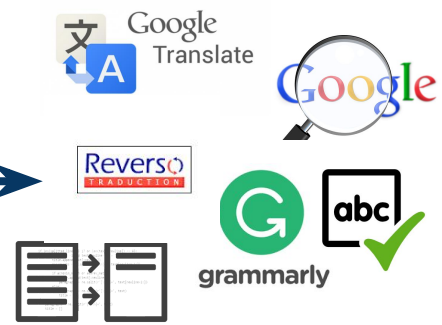 Google
Translate
文
A
Google
Reverso
TRADUCTION
G
abc
grammarly